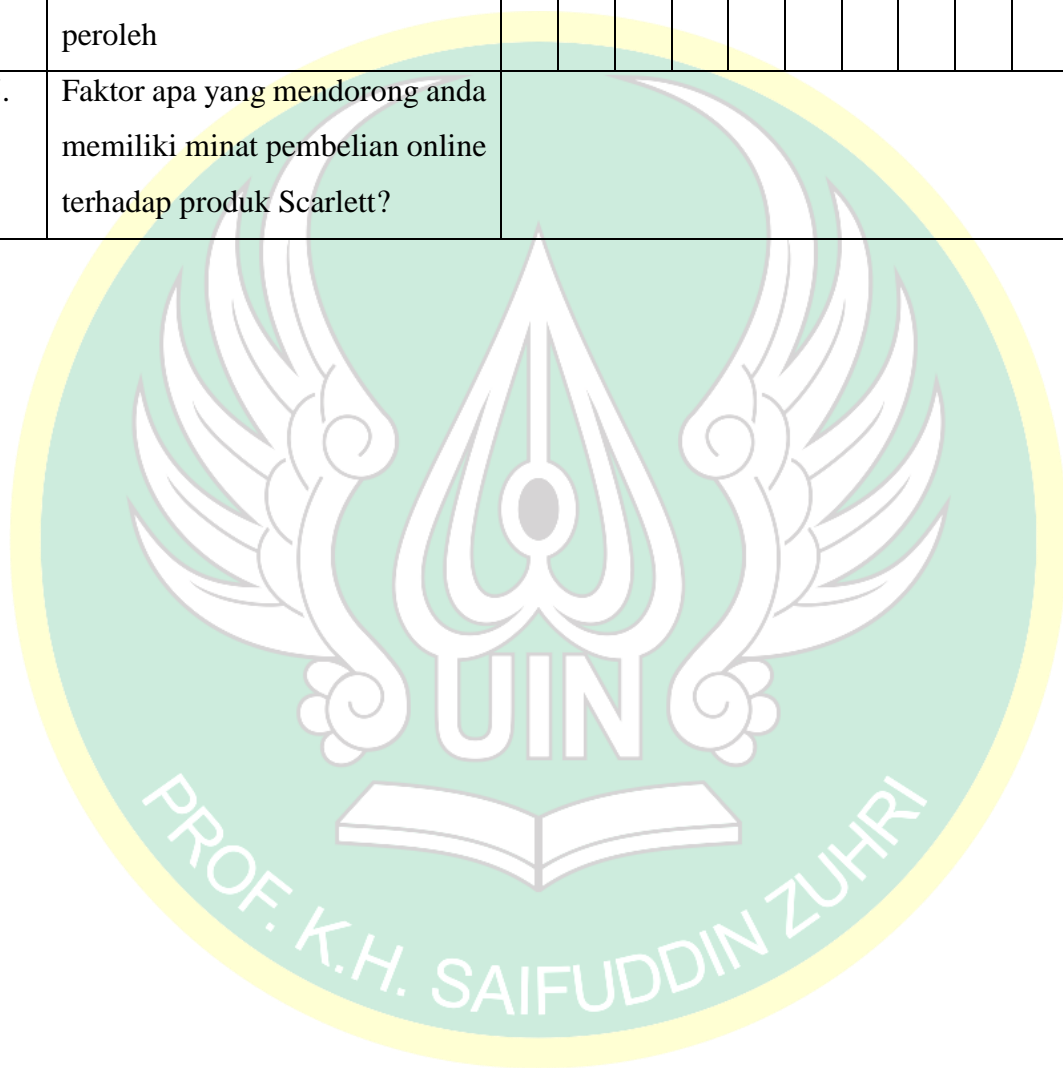 peroleh
. Faktor apa yang mendorong anda
memiliki minat pembelian online
terhadap produk Scarlett?
UIN
PROF. K.H. SAIFUDDIN ZUHRI